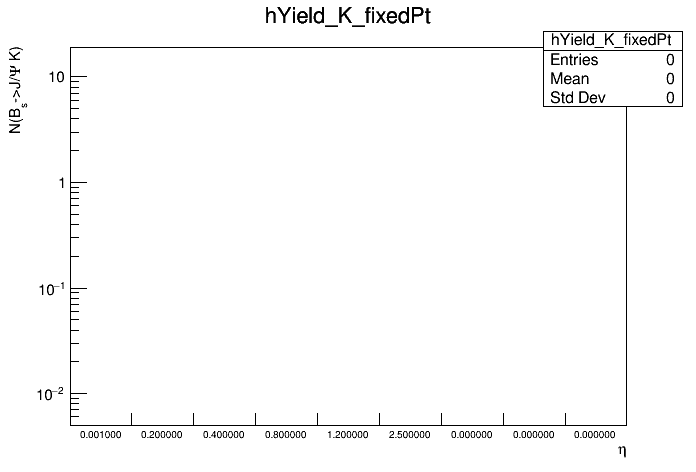 hYield_K_fixedPt
hYield_K_fixedPt
Entries 0
Mean 0
Std Dev 0
N(B_s->J/Ψ K)
10
1
10⁻¹
10⁻²
0.001000 0.200000 0.400000 0.800000 1.200000 2.500000 0.000000 0.000000 0.000000
η